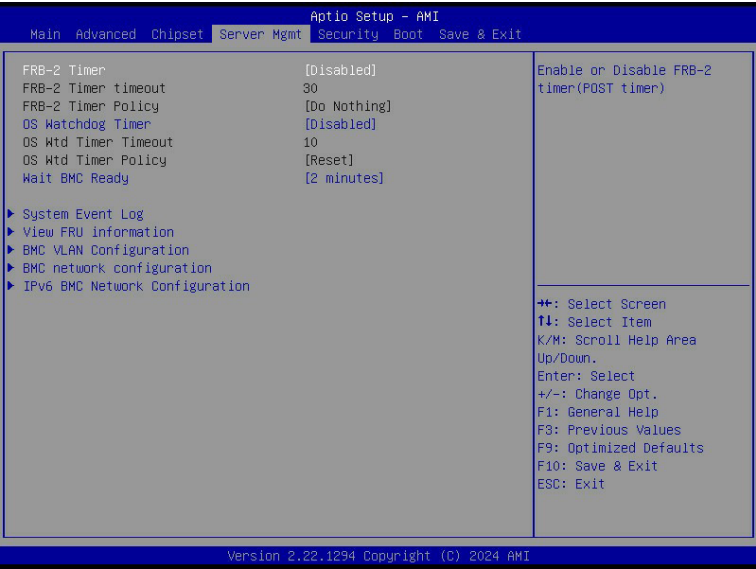 Aptio Setup – AMI
Main Advanced Chipset Server Mgmt Security Boot Save & Exit
FRB-2 Timer [Disabled]
FRB-2 Timer timeout 30
FRB-2 Timer Policy [Do Nothing]
OS Watchdog Timer [Disabled]
OS Wtd Timer Timeout 10
OS Wtd Timer Policy [Reset]
Wait BMC Ready [2 minutes]
System Event Log
View FRU information
BMC VLAN Configuration
BMC network configuration
IPv6 BMC Network Configuration
Enable or Disable FRB-2
timer(POST timer)
→←: Select Screen
↑↓: Select Item
K/M: Scroll Help Area
Up/Down.
Enter: Select
+/-: Change Opt.
F1: General Help
F3: Previous Values
F9: Optimized Defaults
F10: Save & Exit
ESC: Exit
Version 2.22.1294 Copyright (C) 2024 AMI